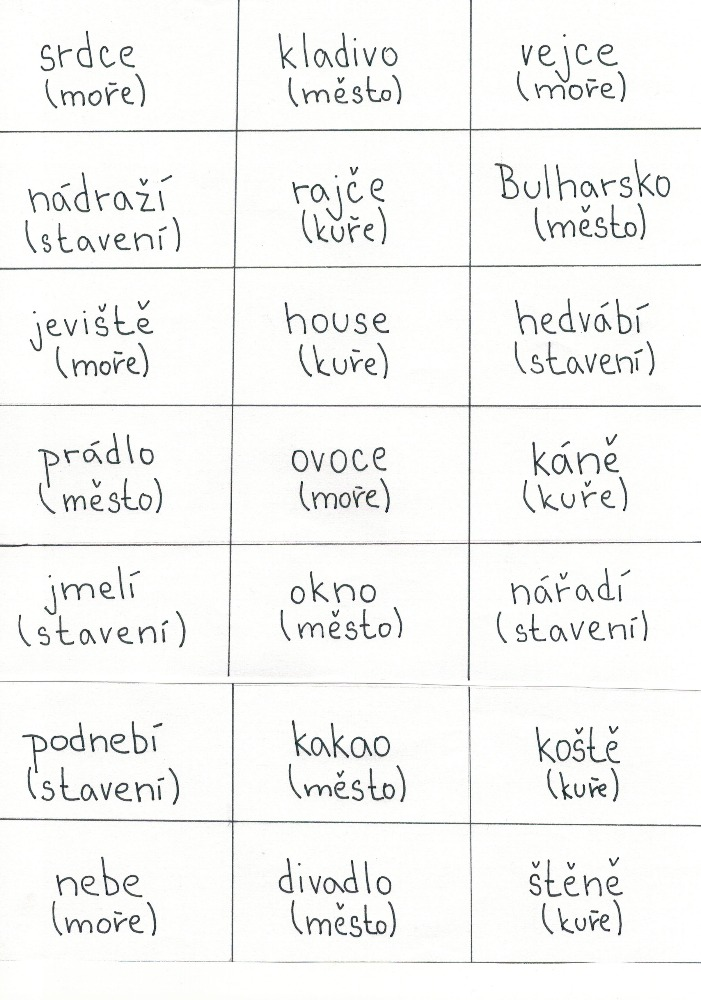 srdce
(moře)
kladivo
(město)
vejce
(moře)
nádraží
(stavení)
rajče
(kuře)
Bulharsko
(město)
jeviště
(moře)
house
(kuře)
hedvábí
(stavení)
prádlo
(město)
ovoce
(moře)
káně
(kuře)
jmelí
(stavení)
okno
(město)
nářadí
(stavení)
podnebí
(stavení)
kakao
(město)
koště
(kuře)
nebe
(moře)
divadlo
(město)
štěně
(kuře)